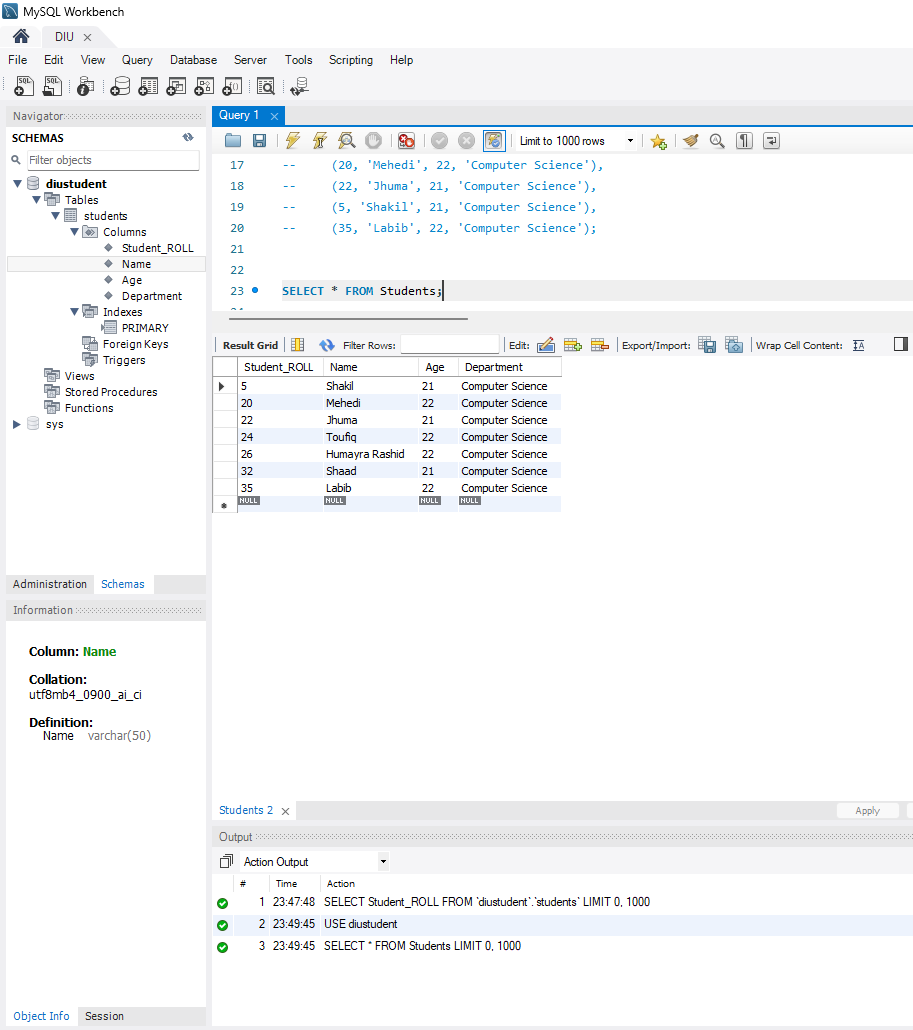 MySQL Workbench
DIU
File Edit View Query Database Server Tools Scripting Help
Navigator
SCHEMAS
Filter objects
diustudent
Tables
students
Columns
Student_ROLL
Name
Age
Department
Indexes
PRIMARY
Foreign Keys
Triggers
Views
Stored Procedures
Functions
sys
Administration Schemas
Information
Column: Name
Collation:
utf8mb4_0900_ai_ci
Definition:
Name varchar(50)
Object Info Session
Query 1
Limit to 1000 rows
17 -- (20, 'Mehedi', 22, 'Computer Science'),
18 -- (22, 'Jhuma', 21, 'Computer Science'),
19 -- (5, 'Shakil', 21, 'Computer Science'),
20 -- (35, 'Labib', 22, 'Computer Science');
21
22
23 SELECT * FROM Students;
Result Grid Filter Rows: Edit: Export/Import: Wrap Cell Content:
Student_ROLL Name Age Department
5 Shakil 21 Computer Science
20 Mehedi 22 Computer Science
22 Jhuma 21 Computer Science
24 Toufiq 22 Computer Science
26 Humayra Rashid 22 Computer Science
32 Shaad 21 Computer Science
35 Labib 22 Computer Science
NULL NULL NULL NULL
Students 2
Apply
Output
Action Output
# Time Action
1 23:47:48 SELECT Student_ROLL FROM `diustudent`.`students` LIMIT 0, 1000
2 23:49:45 USE diustudent
3 23:49:45 SELECT * FROM Students LIMIT 0, 1000